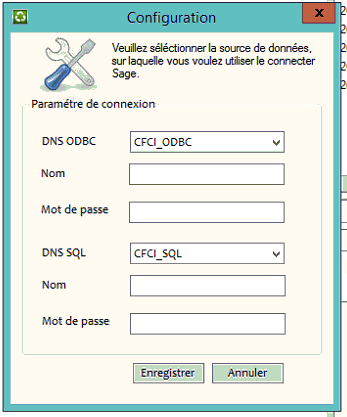 Configuration
x
Veuillez séléctionner la source de données,
sur laquelle vous voulez utiliser le connecter
Sage.
Paramétre de connexion
DNS ODBC
CFCI_ODBC
Nom
Mot de passe
DNS SQL
CFCI_SQL
Nom
Mot de passe
Enregistrer
Annuler